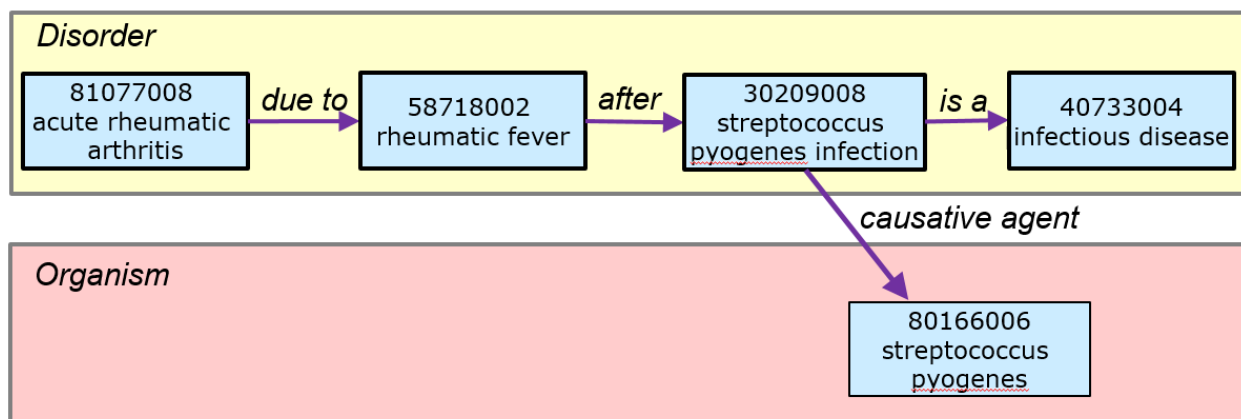 Disorder
81077008
acute rheumatic
arthritis
due to
58718002
rheumatic fever
after
30209008
streptococcus
pyogenes infection
is a
40733004
infectious disease
causative agent
Organism
80166006
streptococcus
pyogenes